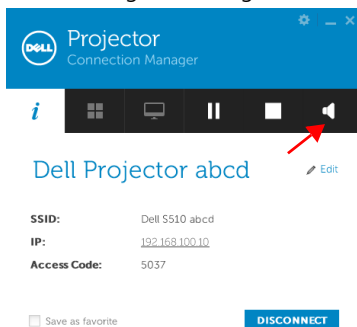 DELL
Projector
Connection Manager
i
Dell Projector abcd
Edit
SSID: Dell S510 abcd
IP: 192.168.100.10
Access Code: 5037
Save as favorite
DISCONNECT